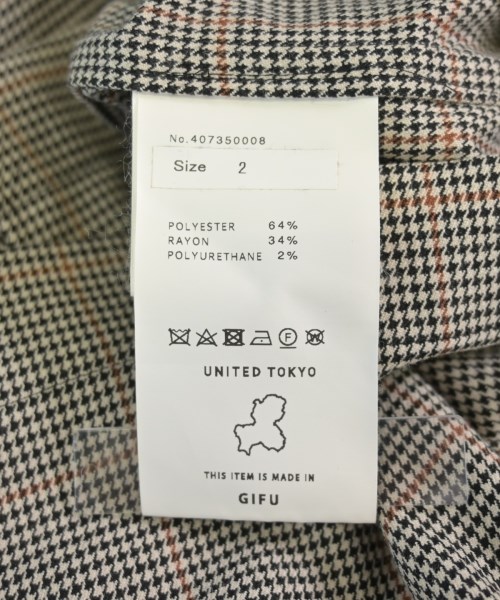 No.407350008
Size 2
POLYESTER 64%
RAYON 34%
POLYURETHANE 2%
F W
UNITED TOKYO
THIS ITEM IS MADE IN
GIFU